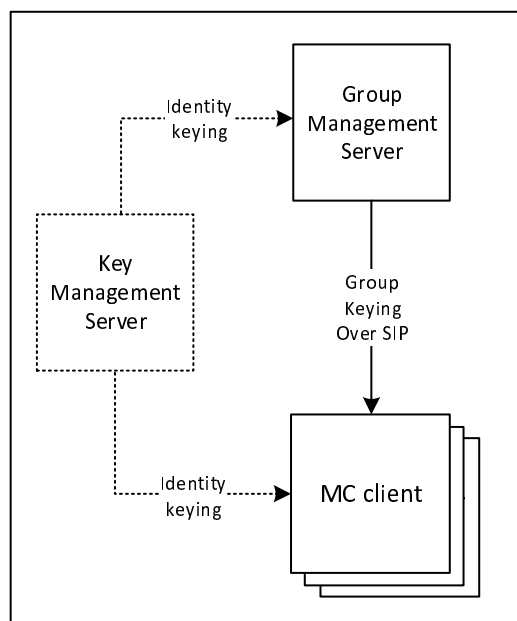 Identity
keying
Group
Management
Server
Key
Management
Server
Group
Keying
Over SIP
Identity
keying
MC client